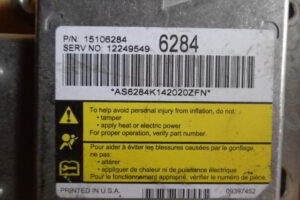 P/N: 15106284
SERV NO: 12249549 6284
*AS6284K142020ZFN*
To help avoid personal injury from inflation, do not:
• tamper
• apply heat or electric power
For proper operation, verify part number.
Pour aider à éviter les blessures causées par le gonflage,
ne pas:
• altérer
• appliquer de chaleur ni de puissance électrique
Pour le fonctionnement approprié, vérifier le numéro de pièce.
PRINTED IN U.S.A. 09397452